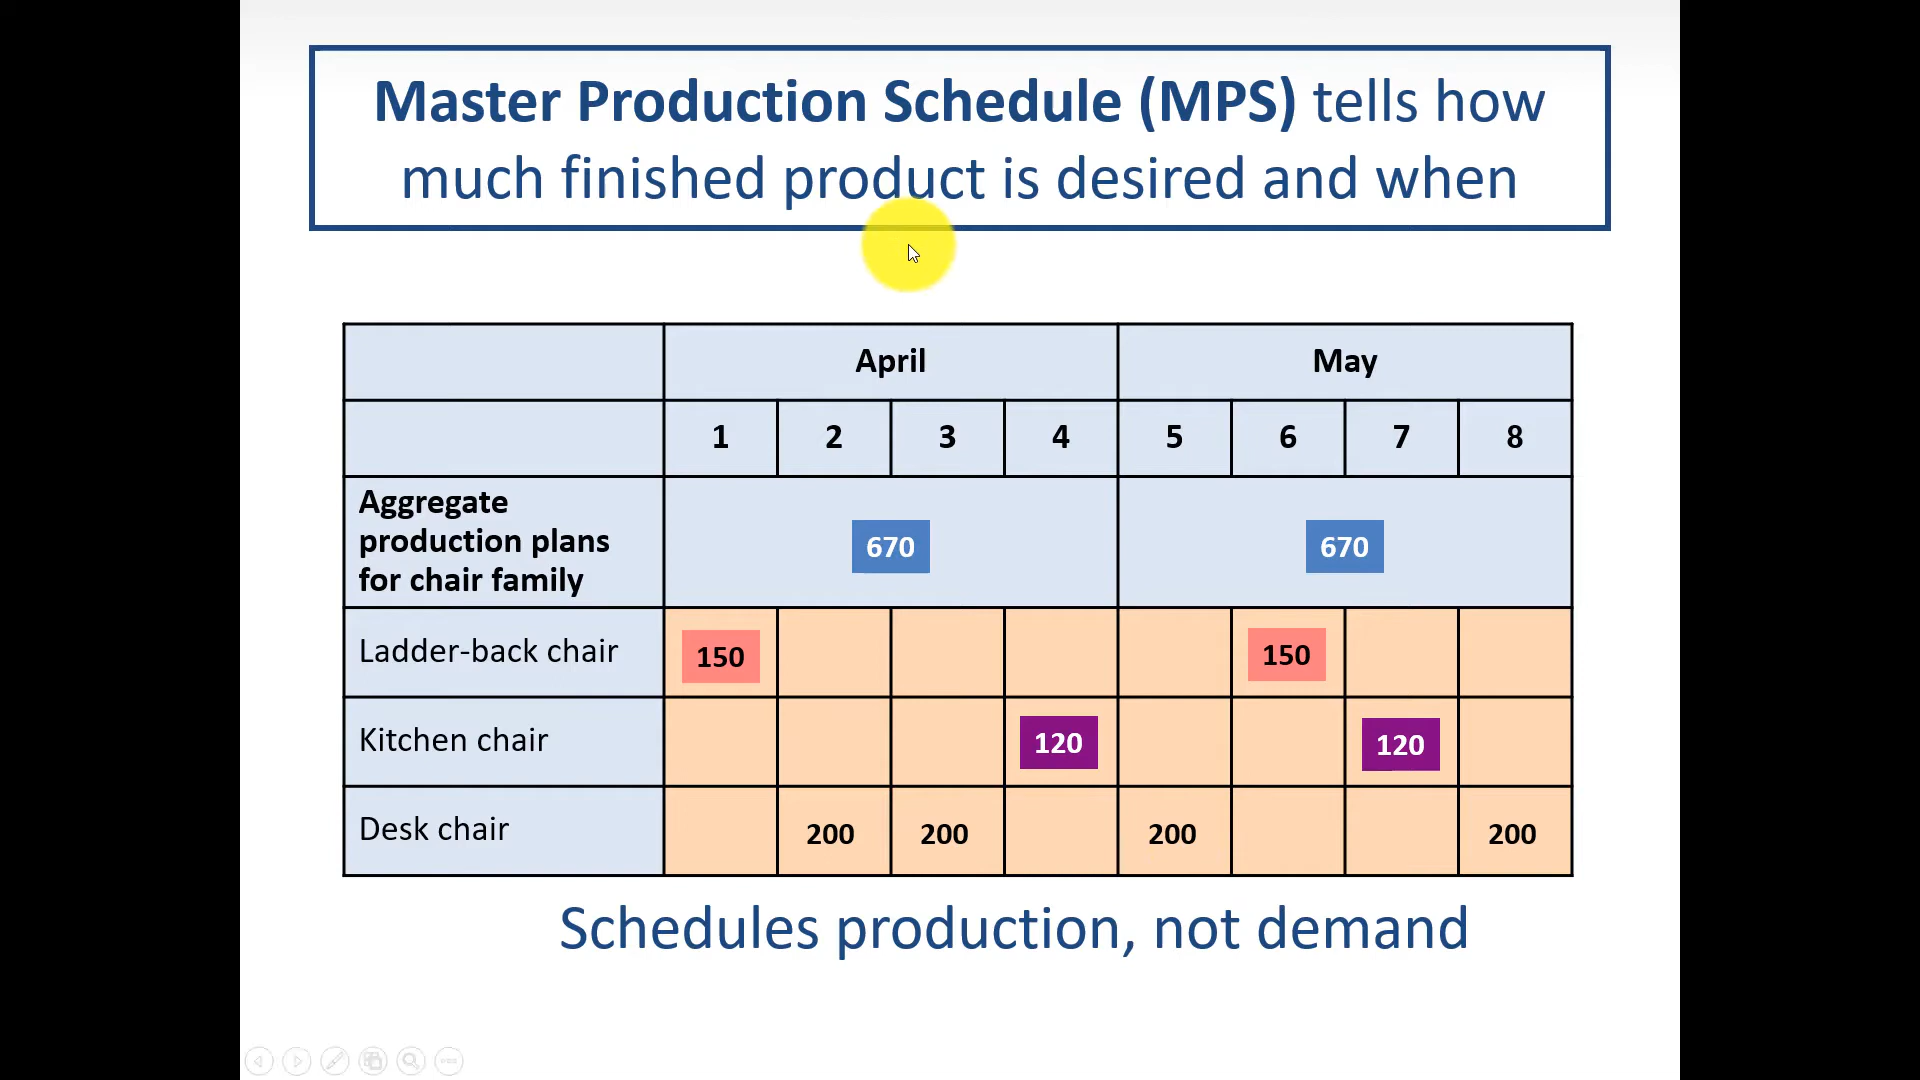 Master Production Schedule (MPS) tells how
much finished product is desired and when
April May
1 2 3 4 5 6 7 8
Aggregate
production plans
for chair family
670 670
Ladder-back chair 150 150
Kitchen chair 120 120
Desk chair 200 200 200 200
Schedules production, not demand